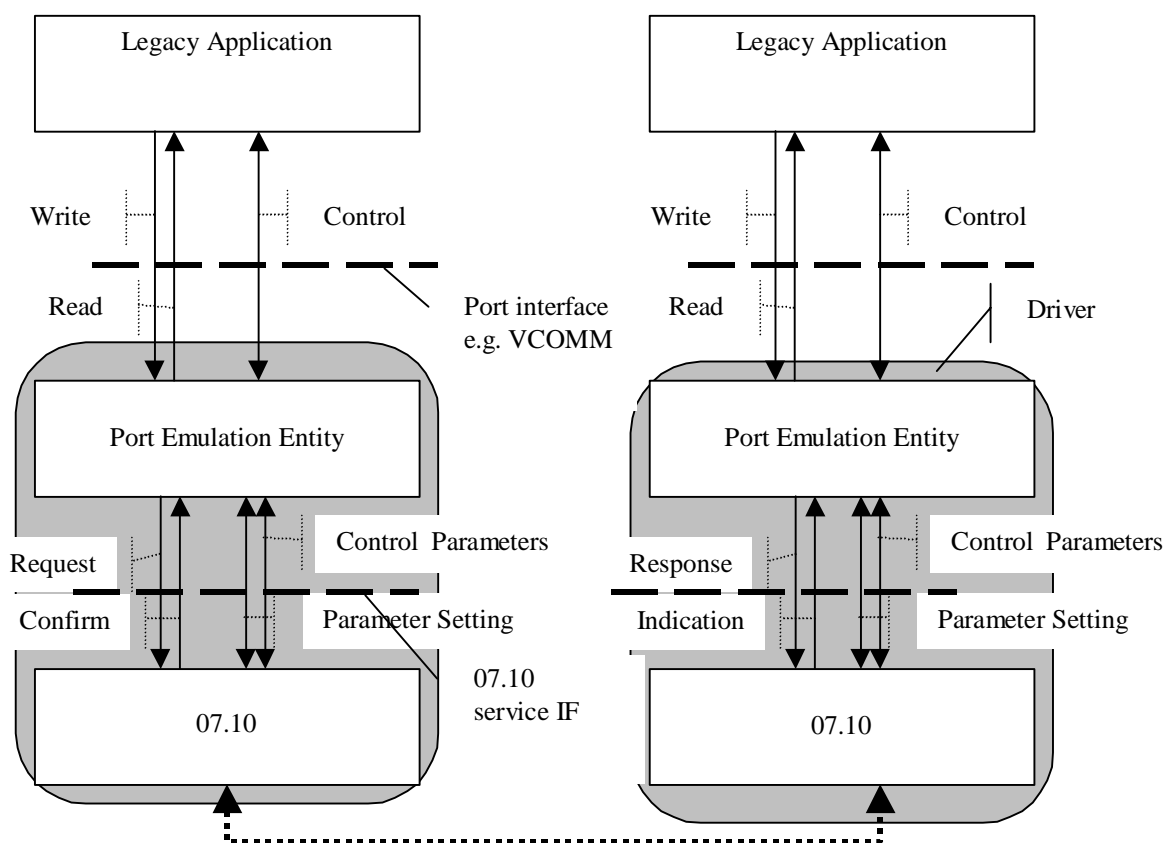 Legacy Application
Legacy Application
Write
Control
Write
Control
Read
Port interface
e.g. VCOMM
Read
Driver
Port Emulation Entity
Port Emulation Entity
Request
Control Parameters
Response
Control Parameters
Confirm
Parameter Setting
Indication
Parameter Setting
07.10
service IF
07.10
07.10